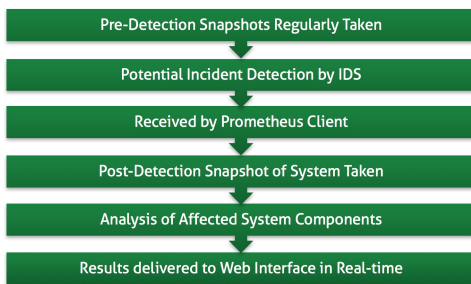 Pre-Detection Snapshots Regularly Taken
Potential Incident Detection by IDS
Received by Prometheus Client
Post-Detection Snapshot of System Taken
Analysis of Affected System Components
Results delivered to Web Interface in Real-time